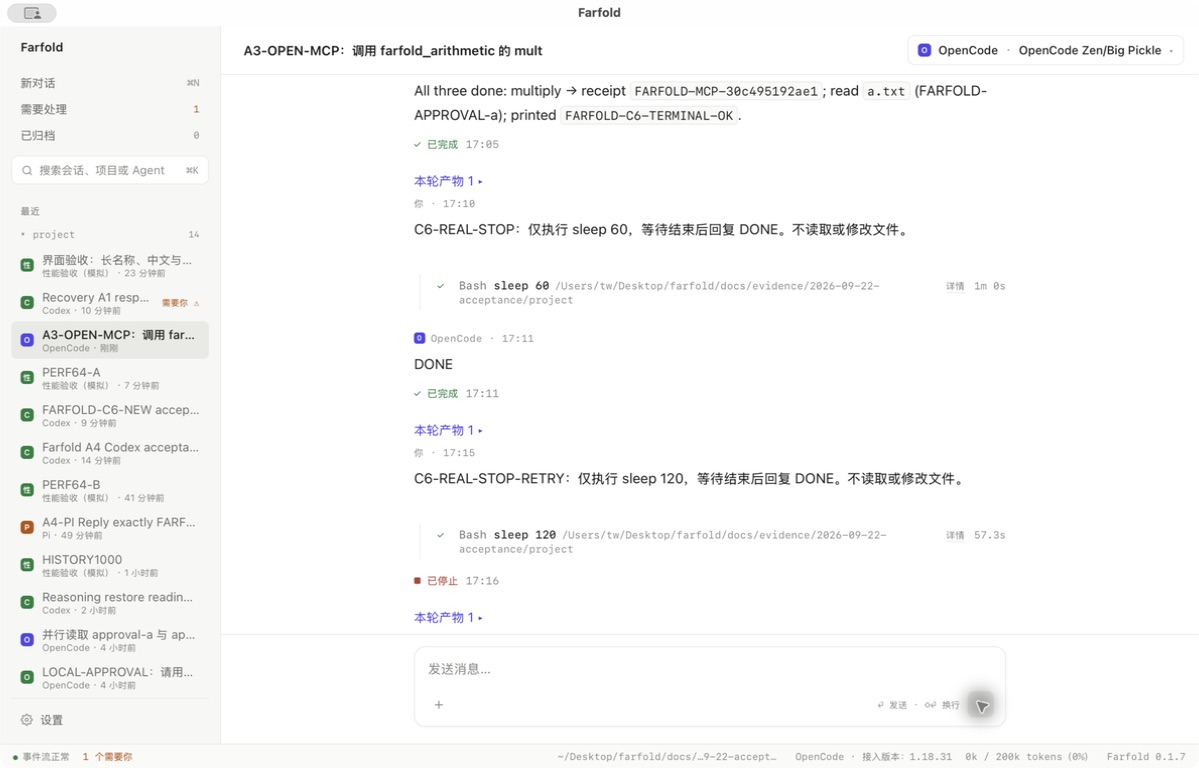 Farfold
Farfold
新对话 ⌘N
需要处理 1
已归档 0
搜索会话、项目或 Agent ⌘K
最近
project 14
性 界面验收：长名称、中文与...
性能验收（模拟） · 23 分钟前
C Recovery A1 resp... 需要你
Codex · 10 分钟前
O A3-OPEN-MCP：调用 far...
OpenCode · 刚刚
性 PERF64-A
性能验收（模拟） · 7 分钟前
C FARFOLD-C6-NEW accep...
Codex · 9 分钟前
C Farfold A4 Codex accepta...
Codex · 14 分钟前
性 PERF64-B
性能验收（模拟） · 41 分钟前
P A4-PI Reply exactly FARF...
Pi · 49 分钟前
性 HISTORY1000
性能验收（模拟） · 1 小时前
C Reasoning restore readin...
Codex · 2 小时前
O 并行读取 approval-a 与 ap...
OpenCode · 4 小时前
O LOCAL-APPROVAL：请用...
OpenCode · 4 小时前
设置
A3-OPEN-MCP：调用 farfold_arithmetic 的 mult
O OpenCode · OpenCode Zen/Big Pickle
All three done: multiply → receipt FARFOLD-MCP-30c495192ae1 ; read a.txt (FARFOLD-
APPROVAL-a); printed FARFOLD-C6-TERMINAL-OK .
✓ 已完成 17:05
本轮产物 1 ▸
你 · 17:10
C6-REAL-STOP：仅执行 sleep 60，等待结束后回复 DONE。不读取或修改文件。
✓ Bash sleep 60 /Users/tw/Desktop/farfold/docs/evidence/2026-09-22- 详情 1m 0s
acceptance/project
O OpenCode · 17:11
DONE
✓ 已完成 17:11
本轮产物 1 ▸
你 · 17:15
C6-REAL-STOP-RETRY：仅执行 sleep 120，等待结束后回复 DONE。不读取或修改文件。
✓ Bash sleep 120 /Users/tw/Desktop/farfold/docs/evidence/2026-09-22- 详情 57.3s
acceptance/project
■ 已停止 17:16
本轮产物 1 ▸
发送消息...
+ ⏎ 发送 · ⇧⏎ 换行
事件流正常 1 个需要你 ~/Desktop/farfold/docs/…9-22-accept… OpenCode · 接入版本: 1.18.31 0k / 200k tokens (0%) Farfold 0.1.7